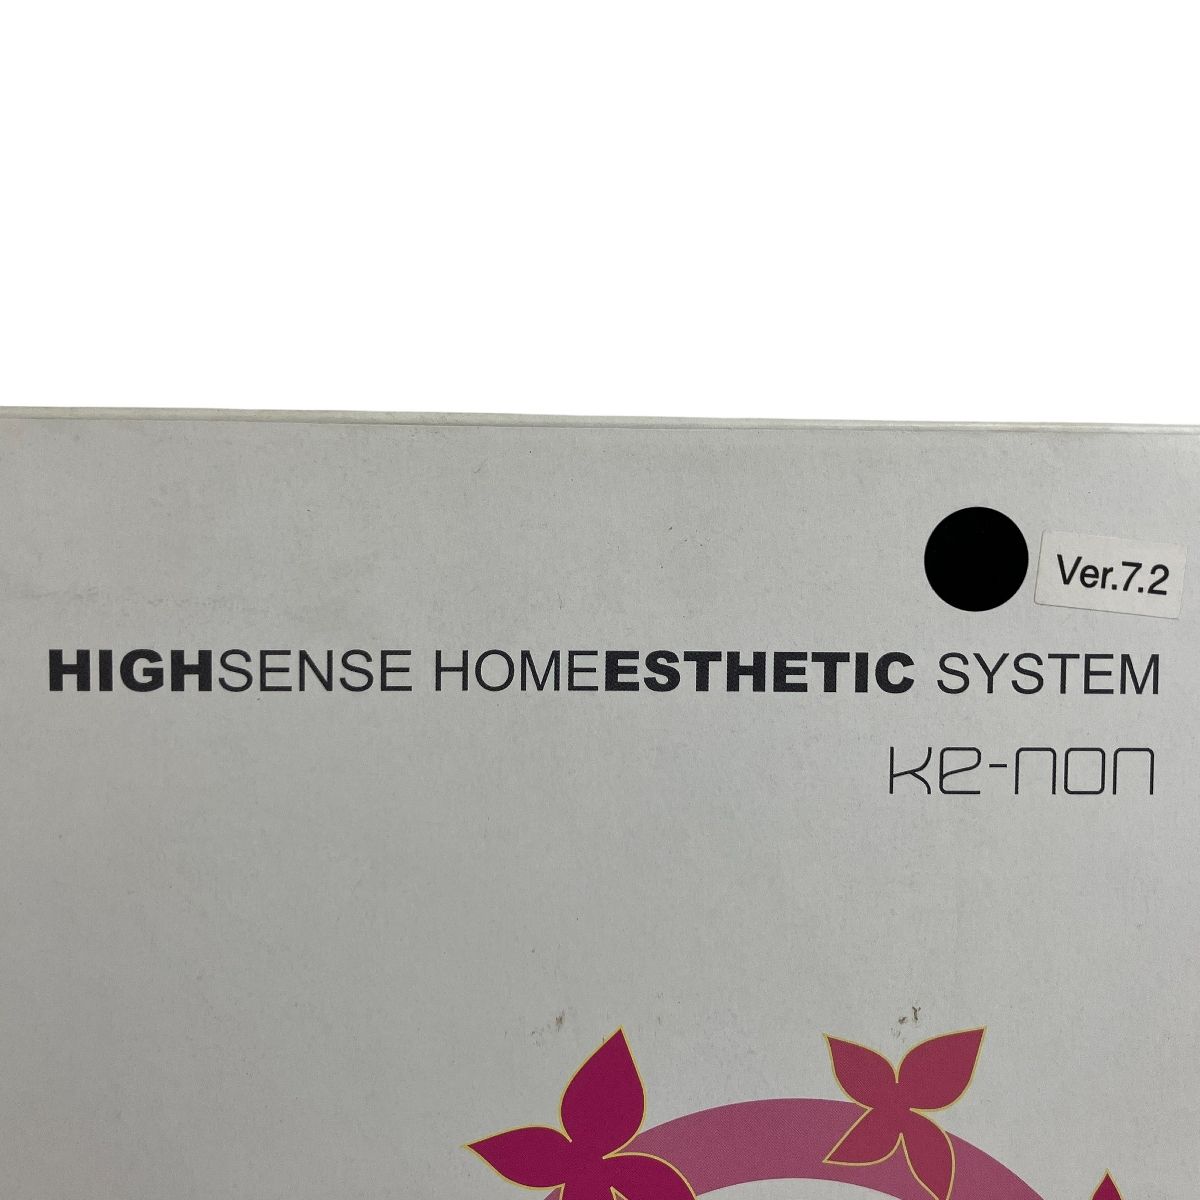 Ver.7.2
HIGHSENSE HOMEESTHETIC SYSTEM
ke-non